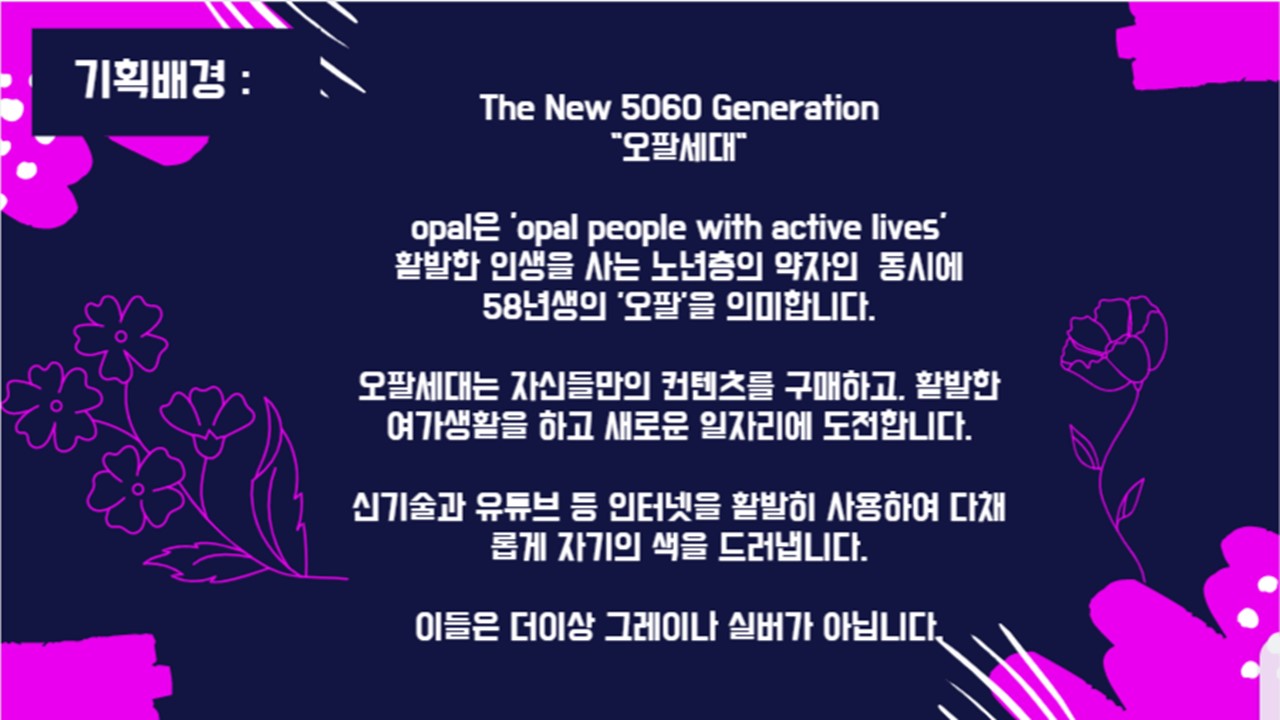 기획배경 :
The New 5060 Generation
"오팔세대"
opal은 'opal people with active lives'
활발한 인생을 사는 노년층의 약자인 동시에
58년생의 '오팔'을 의미합니다.
오팔세대는 자신들만의 컨텐츠를 구매하고, 활발한
여가생활을 하고 새로운 일자리에 도전합니다.
신기술과 유튜브 등 인터넷을 활발히 사용하여 다채
롭게 자기의 색을 드러냅니다.
이들은 더이상 그레이나 실버가 아닙니다.